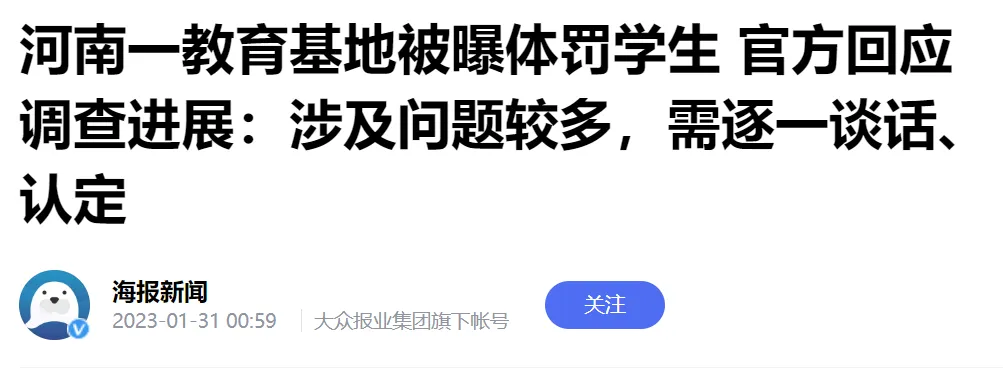 河南一教育基地被曝体罚学生 官方回应
调查进展：涉及问题较多，需逐一谈话、
认定
海报新闻
2023-01-31 00:59 大众报业集团旗下帐号
关注